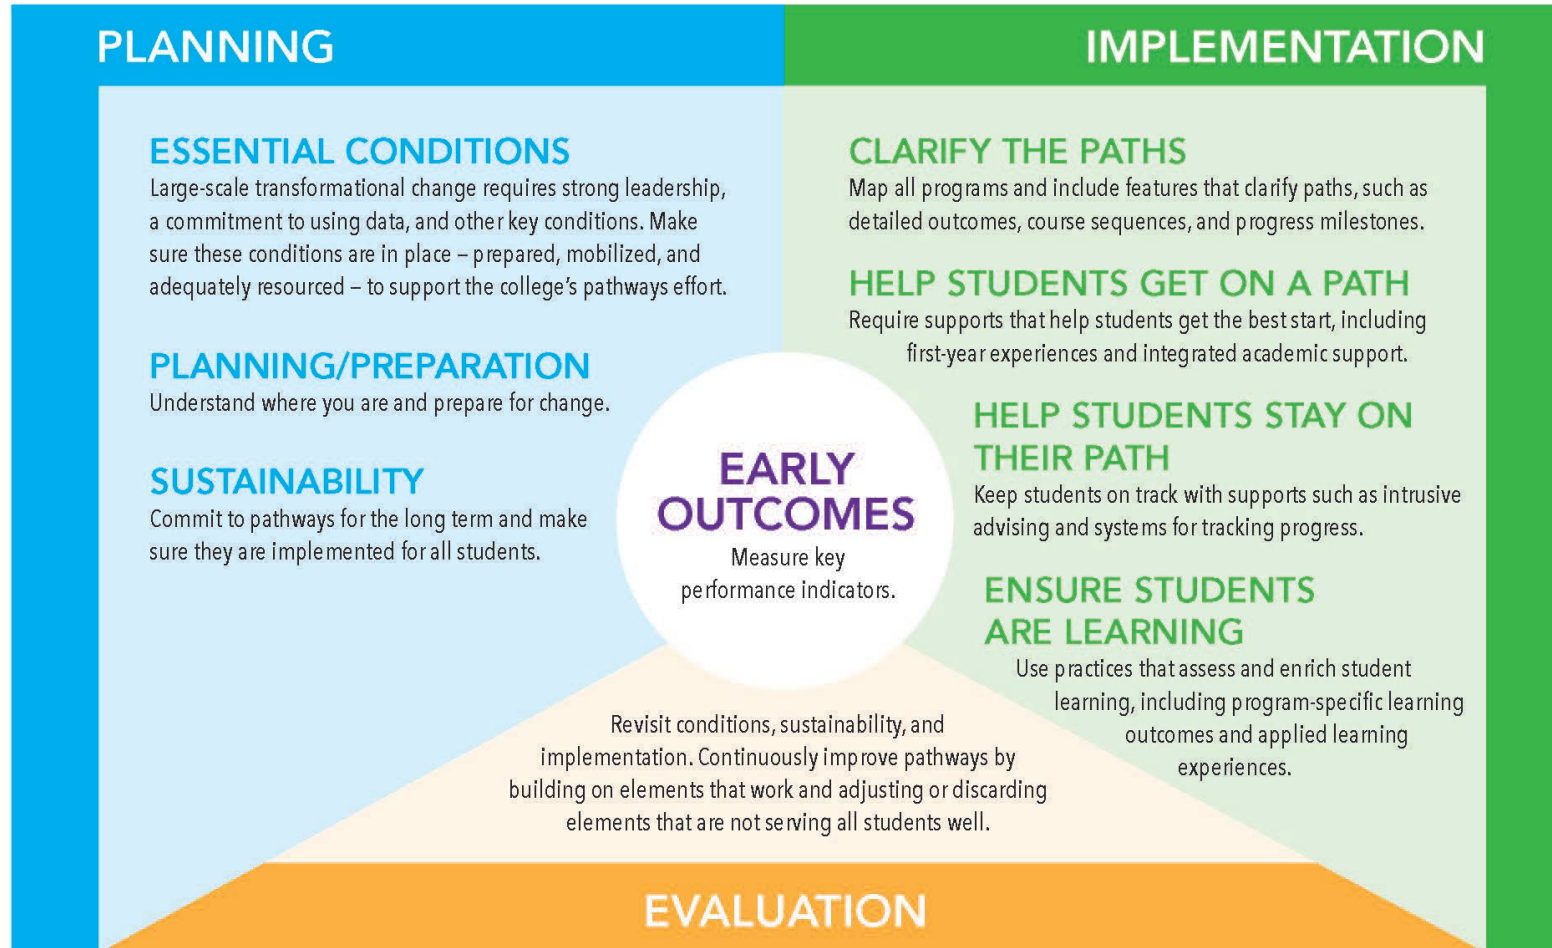 PLANNING
ESSENTIAL CONDITIONS
Large-scale transformational change requires strong leadership,
a commitment to using data, and other key conditions. Make
sure these conditions are in place – prepared, mobilized, and
adequately resourced – to support the college’s pathways effort.
PLANNING/PREPARATION
Understand where you are and prepare for change.
SUSTAINABILITY
Commit to pathways for the long term and make
sure they are implemented for all students.
IMPLEMENTATION
CLARIFY THE PATHS
Map all programs and include features that clarify paths, such as
detailed outcomes, course sequences, and progress milestones.
HELP STUDENTS GET ON A PATH
Require supports that help students get the best start, including
first-year experiences and integrated academic support.
HELP STUDENTS STAY ON
THEIR PATH
Keep students on track with supports such as intrusive
advising and systems for tracking progress.
ENSURE STUDENTS
ARE LEARNING
Use practices that assess and enrich student
learning, including program-specific learning
outcomes and applied learning
experiences.
EARLY
OUTCOMES
Measure key
performance indicators.
Revisit conditions, sustainability, and
implementation. Continuously improve pathways by
building on elements that work and adjusting or discarding
elements that are not serving all students well.
EVALUATION